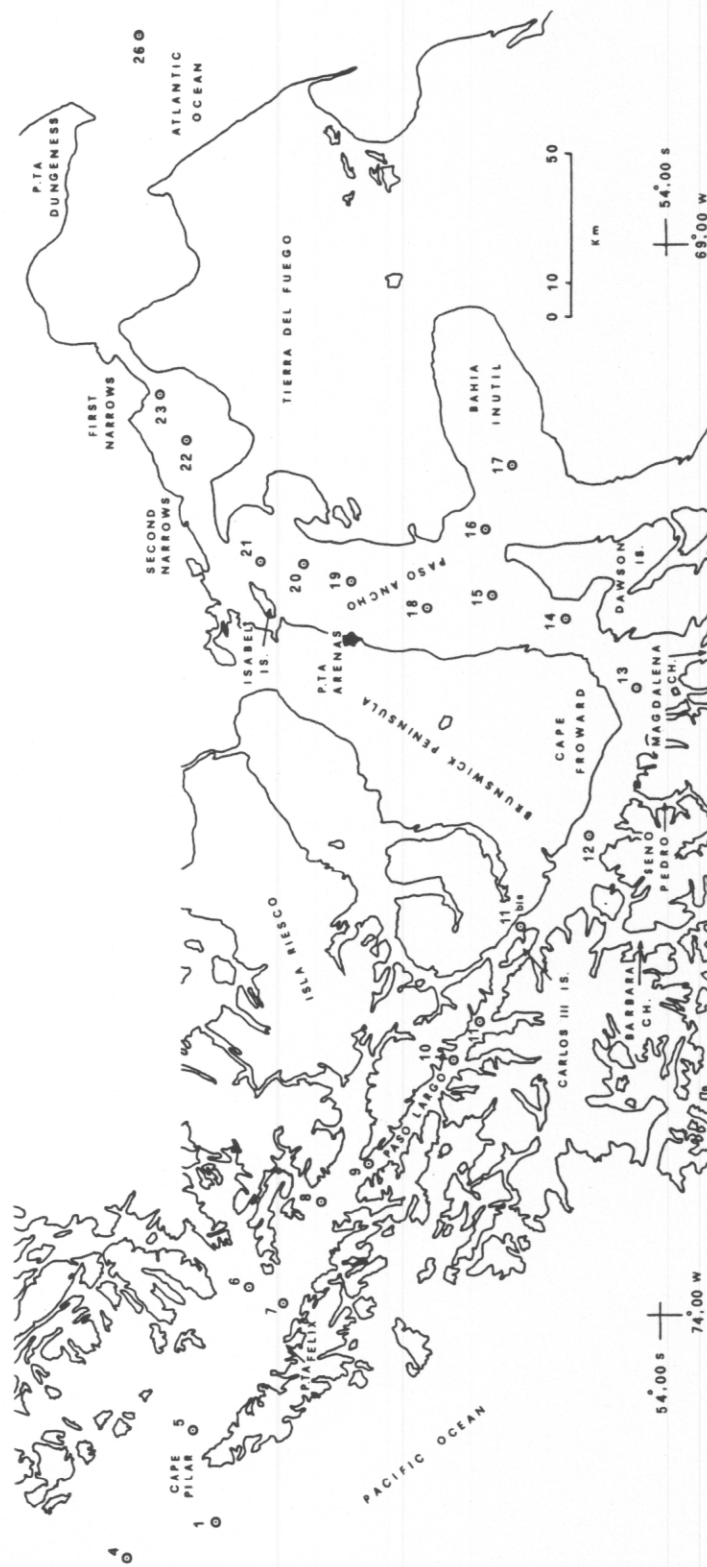 4
1
CAPE
PILAR
5
6
7
P.TA
FELIX
8
9
PASO LARGO
10
11
11 bis
CARLOS III IS.
BARBARA
CH.
12
SENO
PEDRO
MAGDALENA
CH.
13
CAPE
FROWARD
14
DAWSON
IS.
15
16
17
BAHIA
INUTIL
18
PASO ANCHO
19
20
21
P.TA
ARENAS
BRUNSWICK PENINSULA
ISABEL
IS.
ISLA RIESCO
SECOND
NARROWS
22
23
FIRST
NARROWS
TIERRA DEL FUEGO
P.TA
DUNGENESS
26
ATLANTIC
OCEAN
PACIFIC OCEAN
0 10 50
Km
54°,00 S
69°,00 W
54°,00 S
74°,00 W